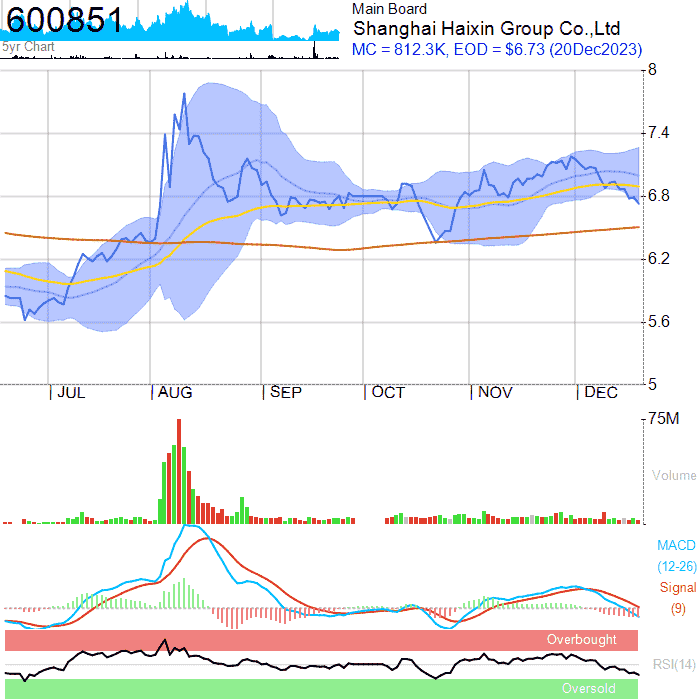 600851
5yr Chart
Main Board
Shanghai Haixin Group Co.,Ltd
MC = 812.3K, EOD = $6.73 (20Dec2023)
8
7.4
6.8
6.2
5.6
5
JUL AUG SEP OCT NOV DEC
75M
Volume
MACD
(12-26)
Signal
(9)
Overbought
RSI(14)
Oversold